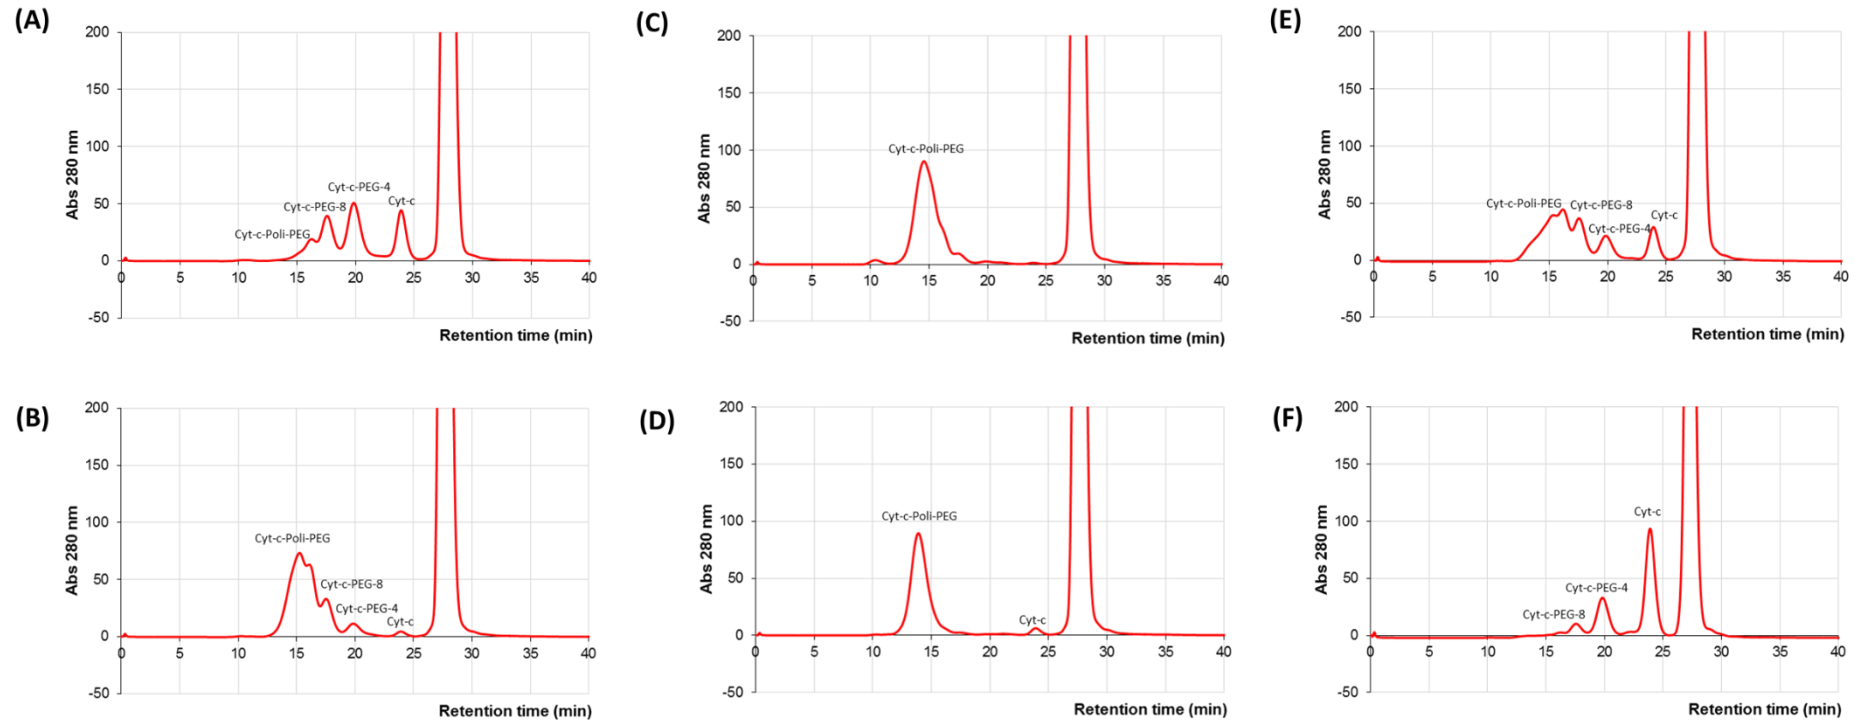 (A)
200
150
100
50
0
-50
Abs 280 nm
Cyt-c-Poli-PEG
Cyt-c-PEG-8
Cyt-c-PEG-4
Cyt-c
0 5 10 15 20 25 30 35 40
Retention time (min)
(B)
200
150
100
50
0
-50
Abs 280 nm
Cyt-c-Poli-PEG
Cyt-c-PEG-8
Cyt-c-PEG-4
Cyt-c
0 5 10 15 20 25 30 35 40
Retention time (min)
(C)
200
150
100
50
0
-50
Abs 280 nm
Cyt-c-Poli-PEG
0 5 10 15 20 25 30 35 40
Retention time (min)
(D)
200
150
100
50
0
-50
Abs 280 nm
Cyt-c-Poli-PEG
Cyt-c
0 5 10 15 20 25 30 35 40
Retention time (min)
(E)
200
150
100
50
0
-50
Abs 280 nm
Cyt-c-Poli-PEG
Cyt-c-PEG-8
Cyt-c-PEG-4
Cyt-c
0 5 10 15 20 25 30 35 40
Retention time (min)
(F)
200
150
100
50
0
-50
Abs 280 nm
Cyt-c-PEG-8
Cyt-c-PEG-4
Cyt-c
0 5 10 15 20 25 30 35 40
Retention time (min)